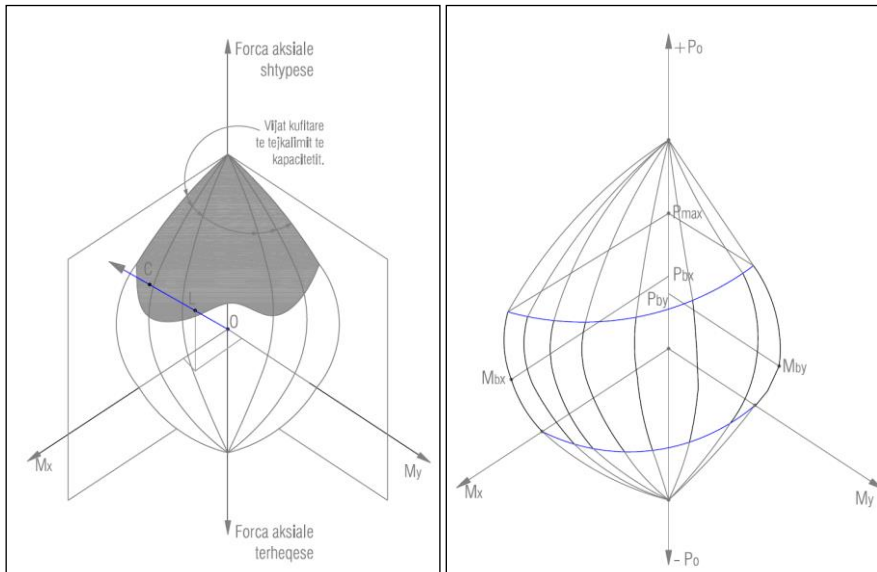 Forca aksiale
shtypese
Vijat kufitare
te tejkalimit te
kapacitetit.
C
L
O
Mx
My
Forca aksiale
terheqese
+Po
Pmax
Pbx
Pby
Mbx
Mby
Mx
My
- Po